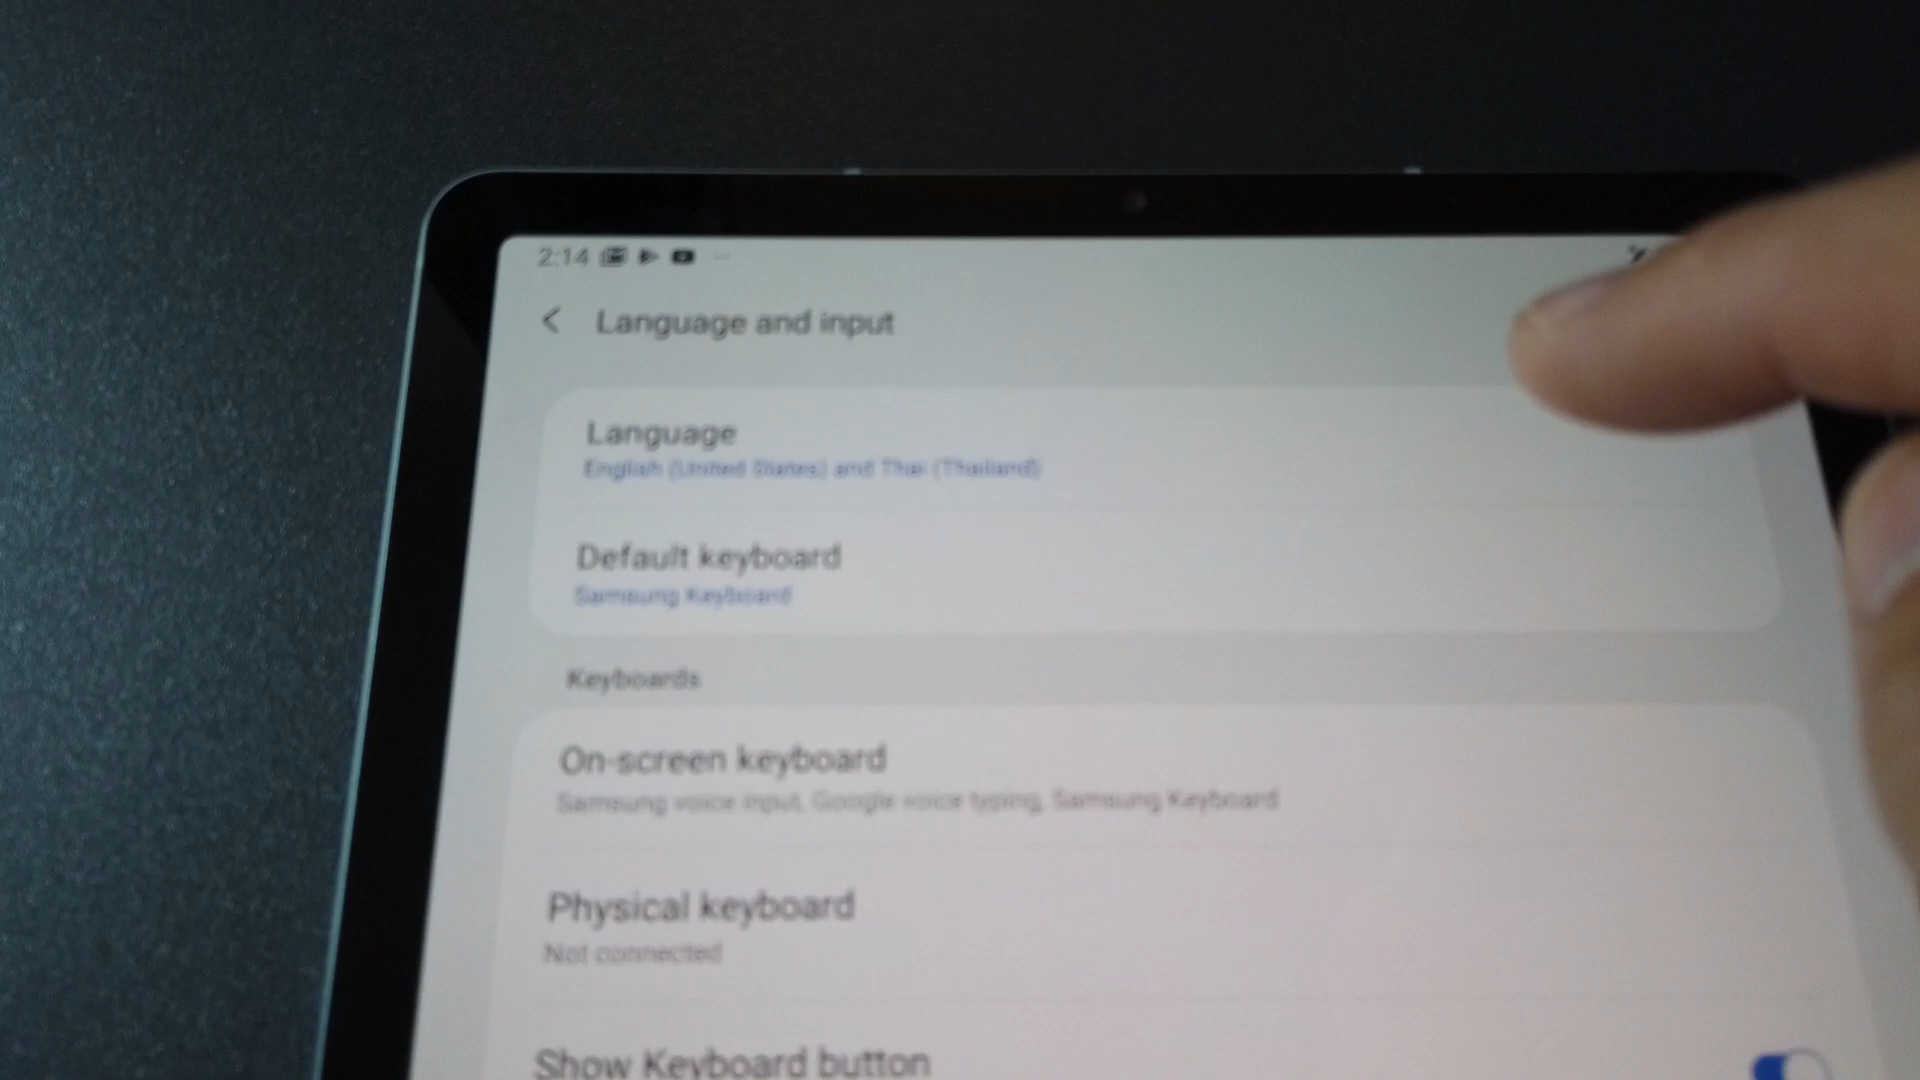 2:14
Language and input
Language
English (United States) and Thai (Thailand)
Default keyboard
Samsung Keyboard
Keyboards
On-screen keyboard
Samsung voice input, Google voice typing, Samsung Keyboard
Physical keyboard
Not connected
Show Keyboard button